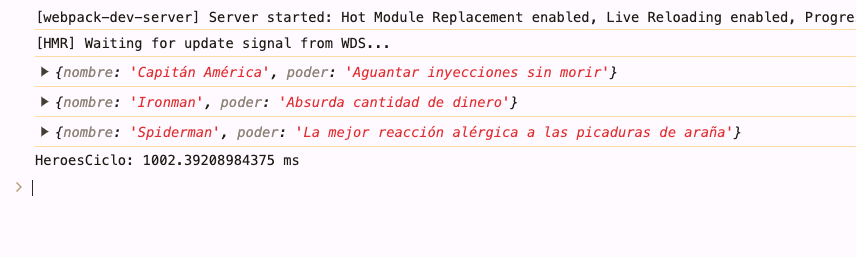 [webpack-dev-server] Server started: Hot Module Replacement enabled, Live Reloading enabled, Progre
[HMR] Waiting for update signal from WDS...
▶ {nombre: 'Capitán América', poder: 'Aguantar inyecciones sin morir'}
▶ {nombre: 'Ironman', poder: 'Absurda cantidad de dinero'}
▶ {nombre: 'Spiderman', poder: 'La mejor reacción alérgica a las picaduras de araña'}
HeroesCiclo: 1002.39208984375 ms
>